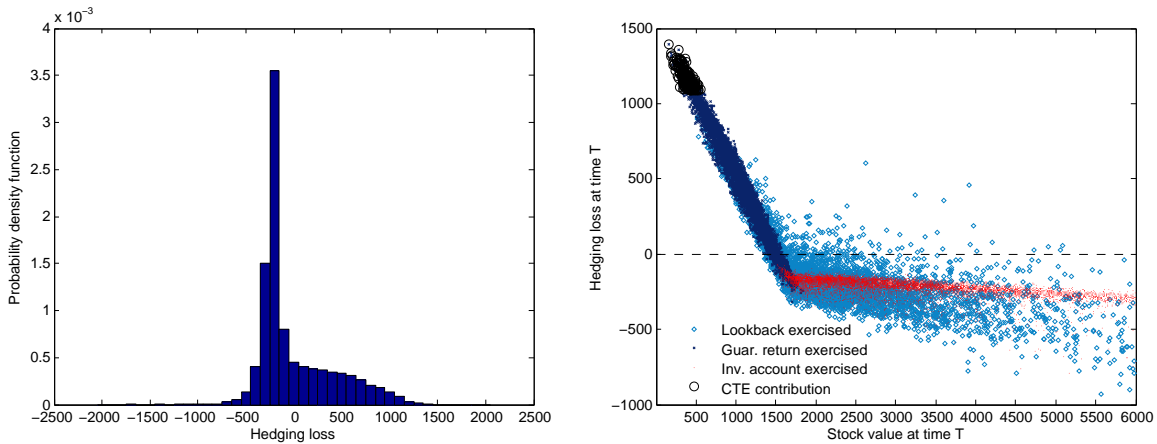 x 10−3
4
3.5
3
2.5
2
1.5
1
0.5
0
Probability density function
−2500 −2000 −1500 −1000 −500 0 500 1000 1500 2000 2500
Hedging loss
1500
1000
500
0
−500
−1000
Hedging loss at time T
Lookback exercised
Guar. return exercised
Inv. account exercised
CTE contribution
500 1000 1500 2000 2500 3000 3500 4000 4500 5000 5500 6000
Stock value at time T